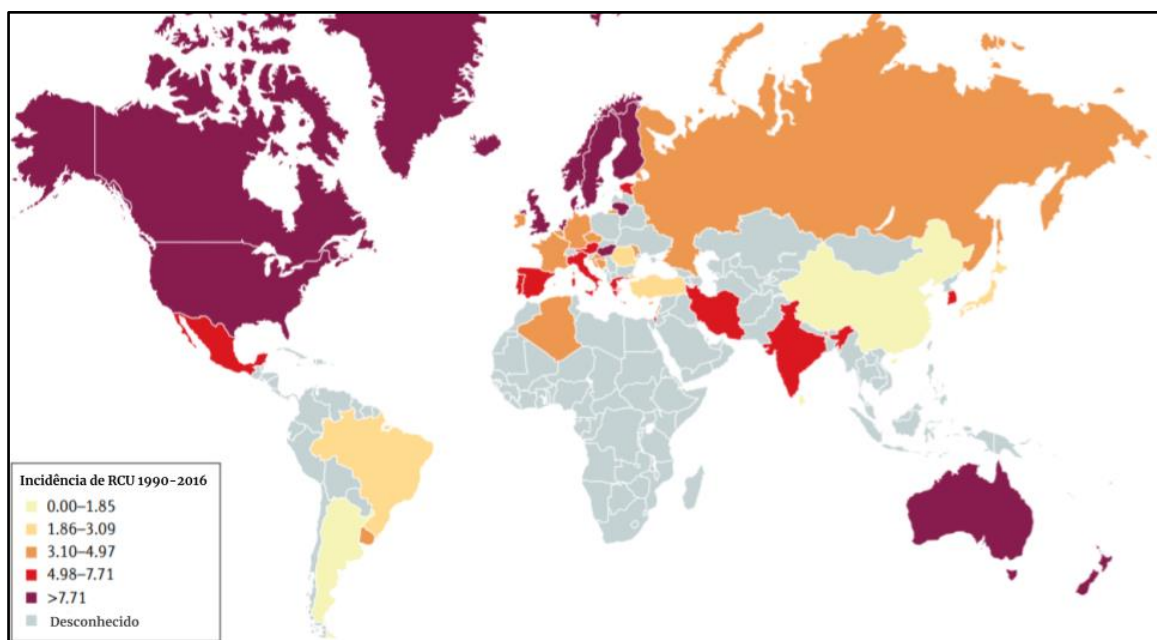 Incidência de RCU 1990-2016
0.00–1.85
1.86–3.09
3.10–4.97
4.98–7.71
>7.71
Desconhecido